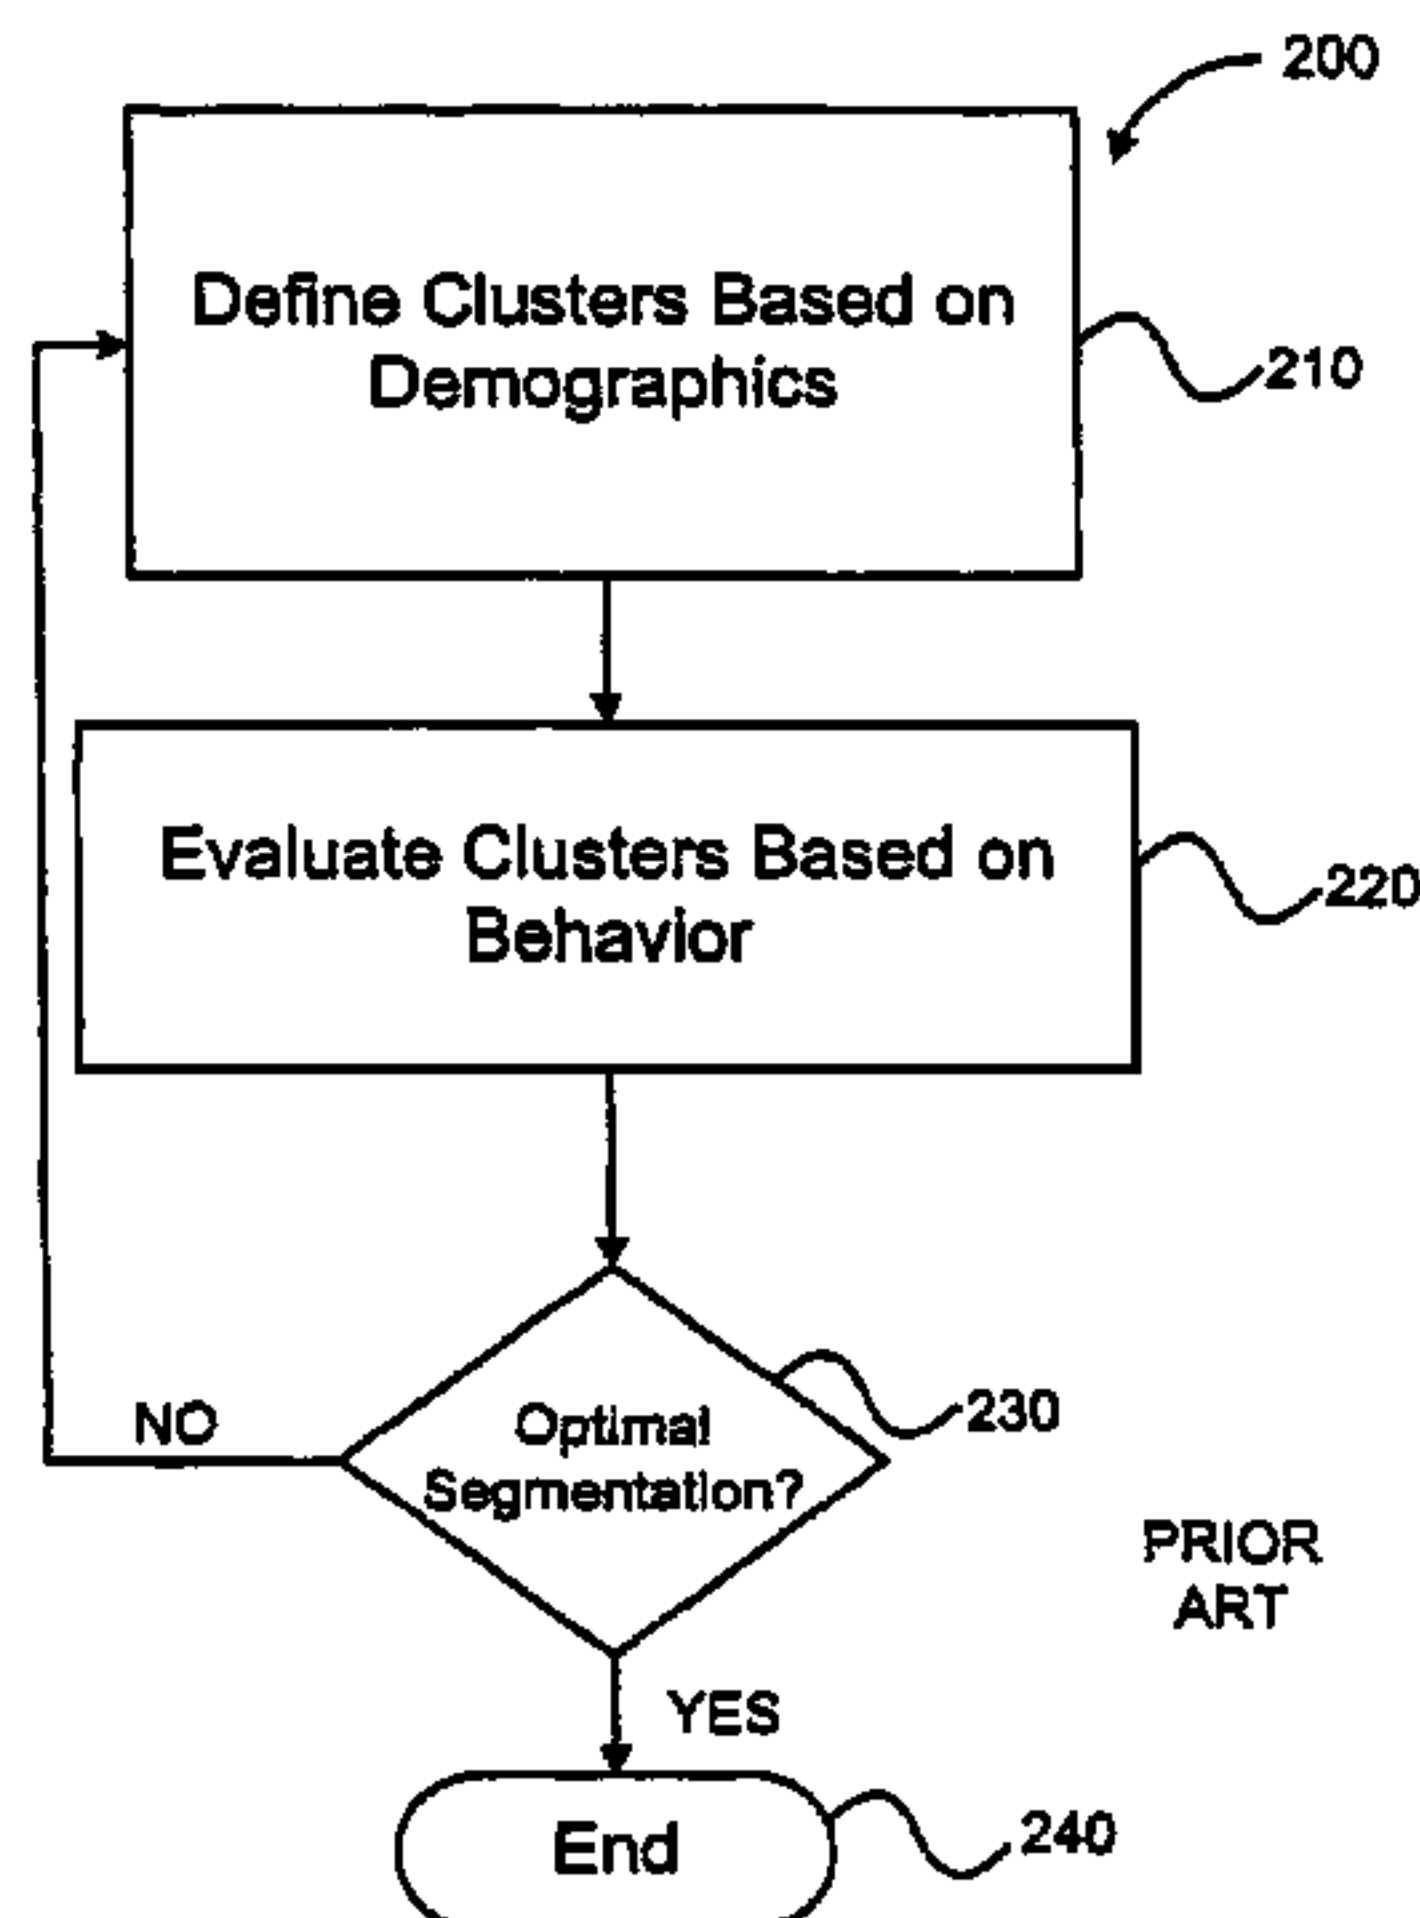 200
Define Clusters Based on
Demographics
210
Evaluate Clusters Based on
Behavior
220
Optimal
Segmentation?
230
NO
PRIOR
ART
YES
End
240